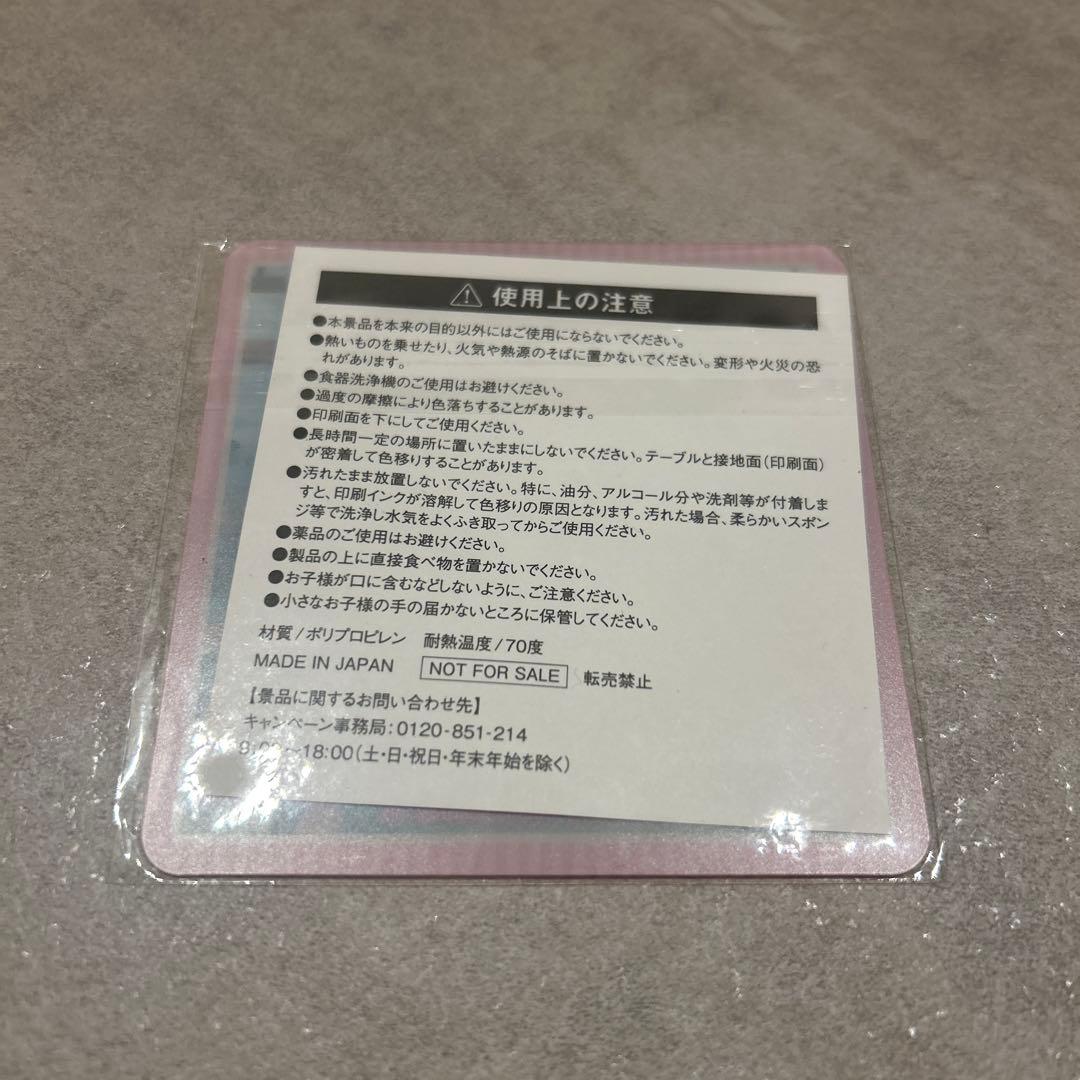 使用上の注意
●本景品を本来の目的以外にはご使用にならないでください。
●熱いものを乗せたり、火気や熱源のそばに置かないでください。変形や火災の恐
れがあります。
●食器洗浄機のご使用はお避けください。
●過度の摩擦により色落ちすることがあります。
●印刷面を下にしてご使用ください。
●長時間一定の場所に置いたままにしないでください。テーブルと接地面(印刷面)
が密着して色移りすることがあります。
●汚れたまま放置しないでください。特に、油分、アルコール分や洗剤等が付着しま
すと、印刷インクが溶解して色移りの原因となります。汚れた場合、柔らかいスポン
ジ等で洗浄し水気をよくふき取ってからご使用ください。
●薬品のご使用はお避けください。
●製品の上に直接食べ物を置かないでください。
●お子様が口に含むなどしないように、ご注意ください。
●小さなお子様の手の届かないところに保管してください。
材質/ポリプロピレン 耐熱温度/70度
MADE IN JAPAN NOT FOR SALE 転売禁止
【景品に関するお問い合わせ先】
キャンペーン事務局:0120-851-214
9:00~18:00(土・日・祝日・年末年始を除く)